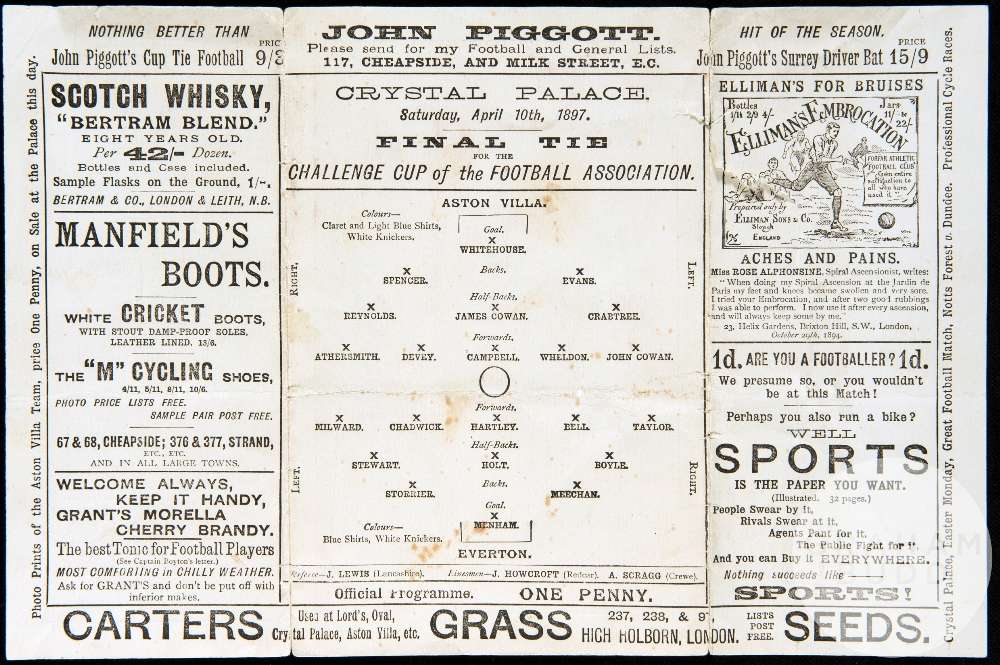 NOTHING BETTER THAN
John Piggott's Cup Tie Football 9/3
JOHN PIGGOTT.
Please send for my Football and General Lists.
117, CHEAPSIDE, AND MILK STREET, E.C.
HIT OF THE SEASON.
PRICE
John Piggott's Surrey Driver Bat 15/9
Photo Prints of the Aston Villa Team, price One Penny, on Sale at the Palace this day.
SCOTCH WHISKY,
"BERTRAM BLEND."
EIGHT YEARS OLD.
Per 42/- Dozen.
Bottles and Case included.
Sample Flasks on the Ground, 1/-.
BERTRAM & CO., LONDON & LEITH, N.B.
MANFIELD'S
BOOTS.
WHITE CRICKET BOOTS,
WITH STOUT DAMP-PROOF SOLES,
LEATHER LINED. 13/6.
THE "M" CYCLING SHOES,
4/11, 5/11, 8/11, 10/6.
PHOTO PRICE LISTS FREE.
SAMPLE PAIR POST FREE.
67 & 68, CHEAPSIDE; 376 & 377, STRAND,
ETC., ETC.
AND IN ALL LARGE TOWNS.
WELCOME ALWAYS,
KEEP IT HANDY,
GRANT'S MORELLA
CHERRY BRANDY.
The best Tonic for Football Players
(See Captain Boyton's letter.)
MOST COMFORTING in CHILLY WEATHER.
Ask for GRANTS and don't be put off with
inferior makes.
CRYSTAL PALACE.
Saturday, April 10th, 1897.
FINAL TIE
FOR THE
CHALLENGE CUP of the FOOTBALL ASSOCIATION.
ASTON VILLA.
Colours—
Claret and Light Blue Shirts,
White Knickers.
Goal.
X
WHITEHOUSE.
RIGHT.
LEFT.
Backs.
X X
SPENCER. EVANS.
Half-Backs.
X X X
REYNOLDS. JAMES COWAN. CRABTREE.
Forwards.
X X X X X
ATHERSMITH. DEVEY. CAMPBELL. WHELDON. JOHN COWAN.
Forwards.
X X X X X
MILWARD. CHADWICK. HARTLEY. BELL. TAYLOR.
Half-Backs.
X X X
STEWART. HOLT. BOYLE.
LEFT.
RIGHT.
Backs.
X X
STORRIER. MEECHAN.
Goal.
X
MENHAM.
Colours—
Blue Shirts, White Knickers.
EVERTON.
Referee—J. LEWIS (Lancashire). Linesmen—J. HOWCROFT (Redcar). A. SCRAGG (Crewe).
Official Programme. ONE PENNY.
ELLIMAN'S FOR BRUISES
Bottles
1/1½ 2/9 4/-
Jars
11/- &
22/-
ELLIMAN'S EMBROCATION
FORFAR ATHLETIC
FOOTBALL CLUB
"Given entire
satisfaction to
all who have
used it"
Prepared only by
ELLIMAN SONS & Co.
Slough
ENGLAND
ACHES AND PAINS.
Miss ROSE ALPHONSINE, Spiral Ascensionist, writes:
"When doing my Spiral Ascension at the Jardin de
Paris my feet and knees became swollen and very sore.
I tried your Embrocation, and after two good rubbings
I was able to perform. I now use it after every ascension,
and will always keep some by me."
23, Helix Gardens, Brixton Hill, S.W., London,
October 29th, 1894.
1d. ARE YOU A FOOTBALLER? 1d.
We presume so, or you wouldn't
be at this Match!
Perhaps you also run a bike?
WELL
SPORTS
IS THE PAPER YOU WANT.
(Illustrated. 32 pages.)
People Swear by it,
Rivals Swear at it,
Agents Pant for it.
The Public Fight for it.
And you can Buy it EVERYWHERE.
Nothing succeeds like
SPORTS!
Crystal Palace, Easter Monday, Great Football Match, Notts Forest v. Dundee. Professional Cycle Races.
CARTERS
Used at Lord's, Oval,
Crystal Palace, Aston Villa, etc.
GRASS
237, 238, & 97
HIGH HOLBORN, LONDON.
LISTS
POST
FREE.
SEEDS.